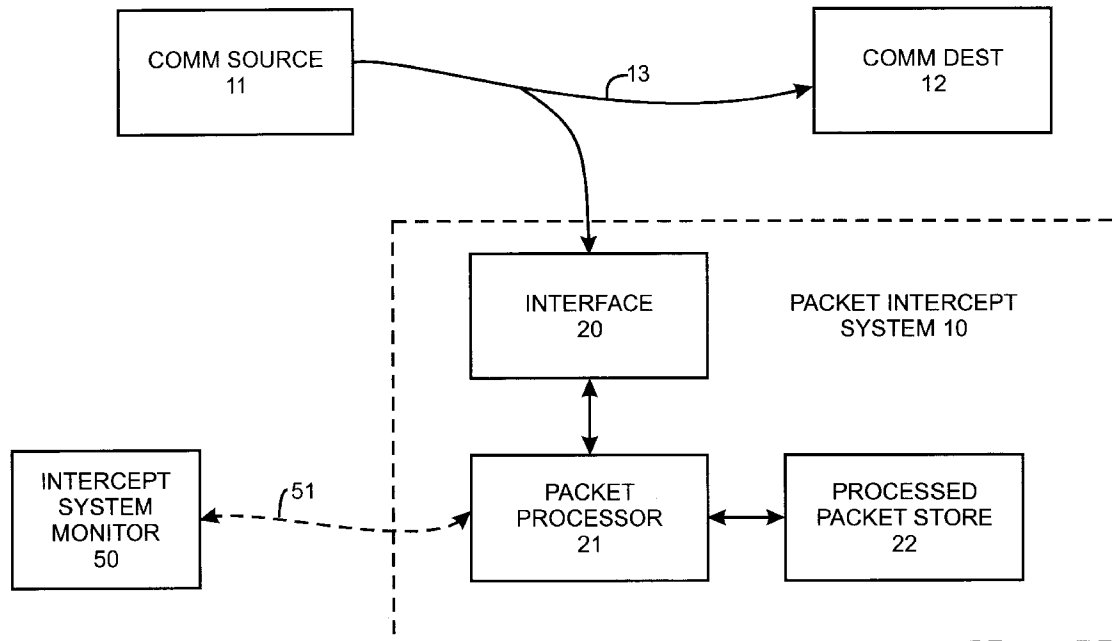 COMM SOURCE
11
13
COMM DEST
12
INTERFACE
20
PACKET INTERCEPT
SYSTEM 10
INTERCEPT
SYSTEM
MONITOR
50
51
PACKET
PROCESSOR
21
PROCESSED
PACKET STORE
22